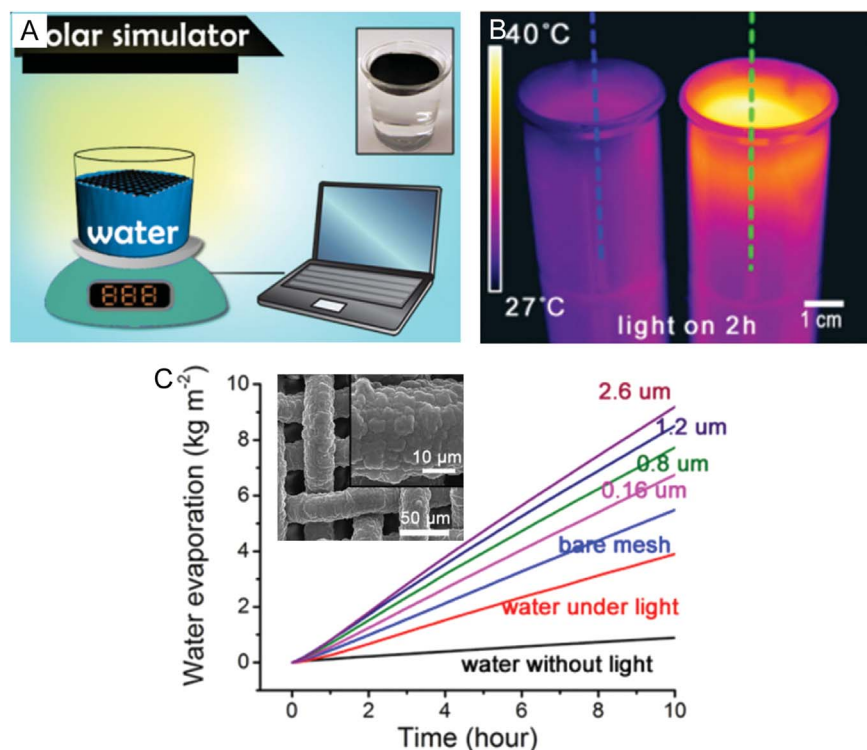 A
olar simulator
water
888
B
40°C
27°C
light on 2h
1 cm
C
Water evaporation (kg m-2)
10
8
6
4
2
0
10 µm
50 µm
2.6 um
1.2 um
0.8 um
0.16 um
bare mesh
water under light
water without light
0
2
4
6
8
10
Time (hour)